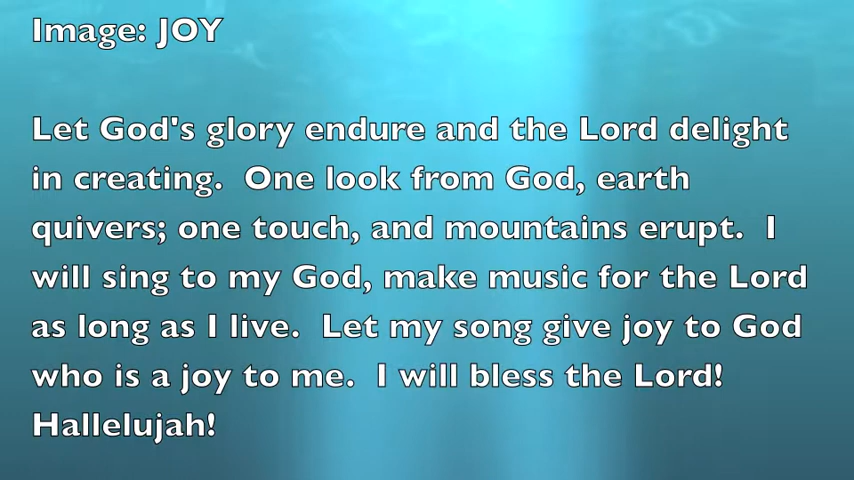 Image: JOY
Let God's glory endure and the Lord delight
in creating.  One look from God, earth
quivers; one touch, and mountains erupt.  I
will sing to my God, make music for the Lord
as long as I live.  Let my song give joy to God
who is a joy to me.  I will bless the Lord!
Hallelujah!